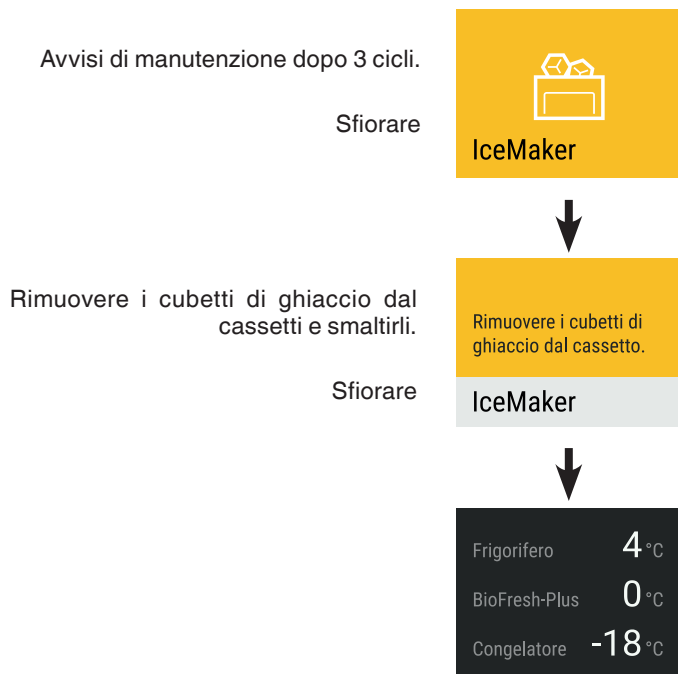 Avvisi di manutenzione dopo 3 cicli.
Sfiorare
IceMaker
Rimuovere i cubetti di ghiaccio dal
cassetti e smaltirli.
Sfiorare
Rimuovere i cubetti di
ghiaccio dal cassetto.
IceMaker
Frigorifero 4 °C
BioFresh-Plus 0 °C
Congelatore -18 °C